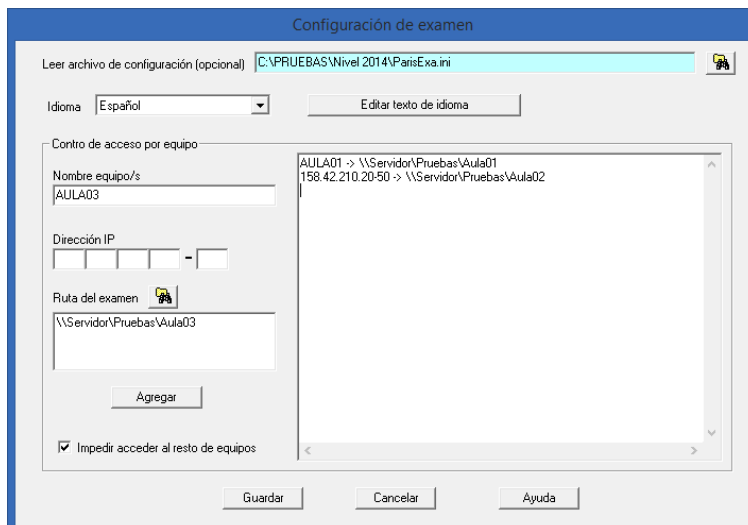 Configuración de examen
Leer archivo de configuración (opcional) C:\PRUEBAS\Nivel 2014\ParisExa.ini
Idioma Español Editar texto de idioma
Contro de acceso por equipo
Nombre equipo/s
AULA03
Dirección IP
-
Ruta del examen
\\Servidor\Pruebas\Aula03
Agregar
Impedir acceder al resto de equipos
AULA01 -> \\Servidor\Pruebas\Aula01
158.42.210.20-50 -> \\Servidor\Pruebas\Aula02
Guardar Cancelar Ayuda